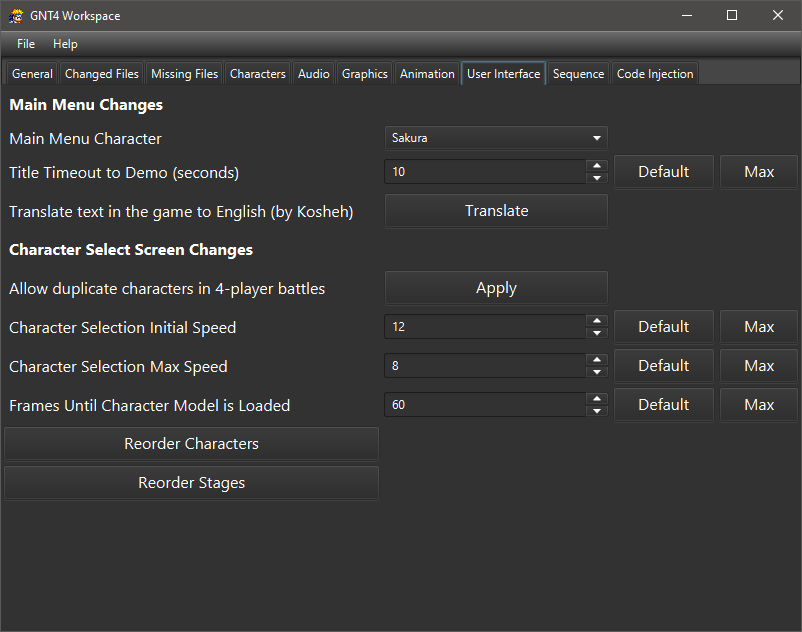 GNT4 Workspace
File Help
General Changed Files Missing Files Characters Audio Graphics Animation User Interface Sequence Code Injection
Main Menu Changes
Main Menu Character Sakura
Title Timeout to Demo (seconds) 10 Default Max
Translate text in the game to English (by Kosheh) Translate
Character Select Screen Changes
Allow duplicate characters in 4-player battles Apply
Character Selection Initial Speed 12 Default Max
Character Selection Max Speed 8 Default Max
Frames Until Character Model is Loaded 60 Default Max
Reorder Characters
Reorder Stages